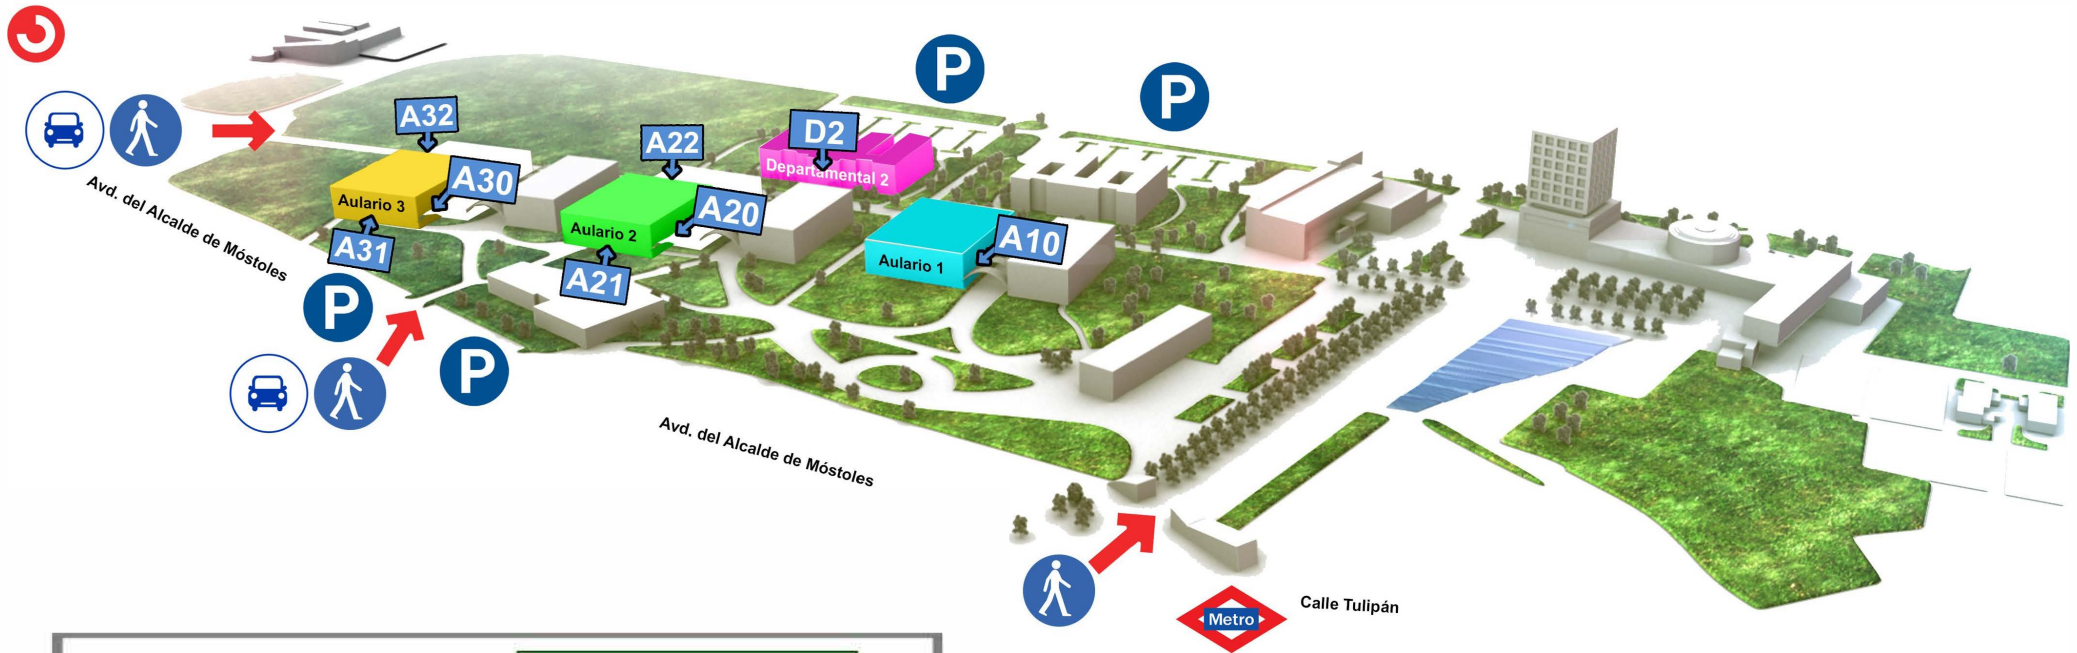 P
P
A32
A22
D2
Departamental 2
A30
A20
Aulario 3
Aulario 2
A10
Aulario 1
A31
A21
Avd. del Alcalde de Móstoles
P
P
Avd. del Alcalde de Móstoles
Metro
Calle Tulipán